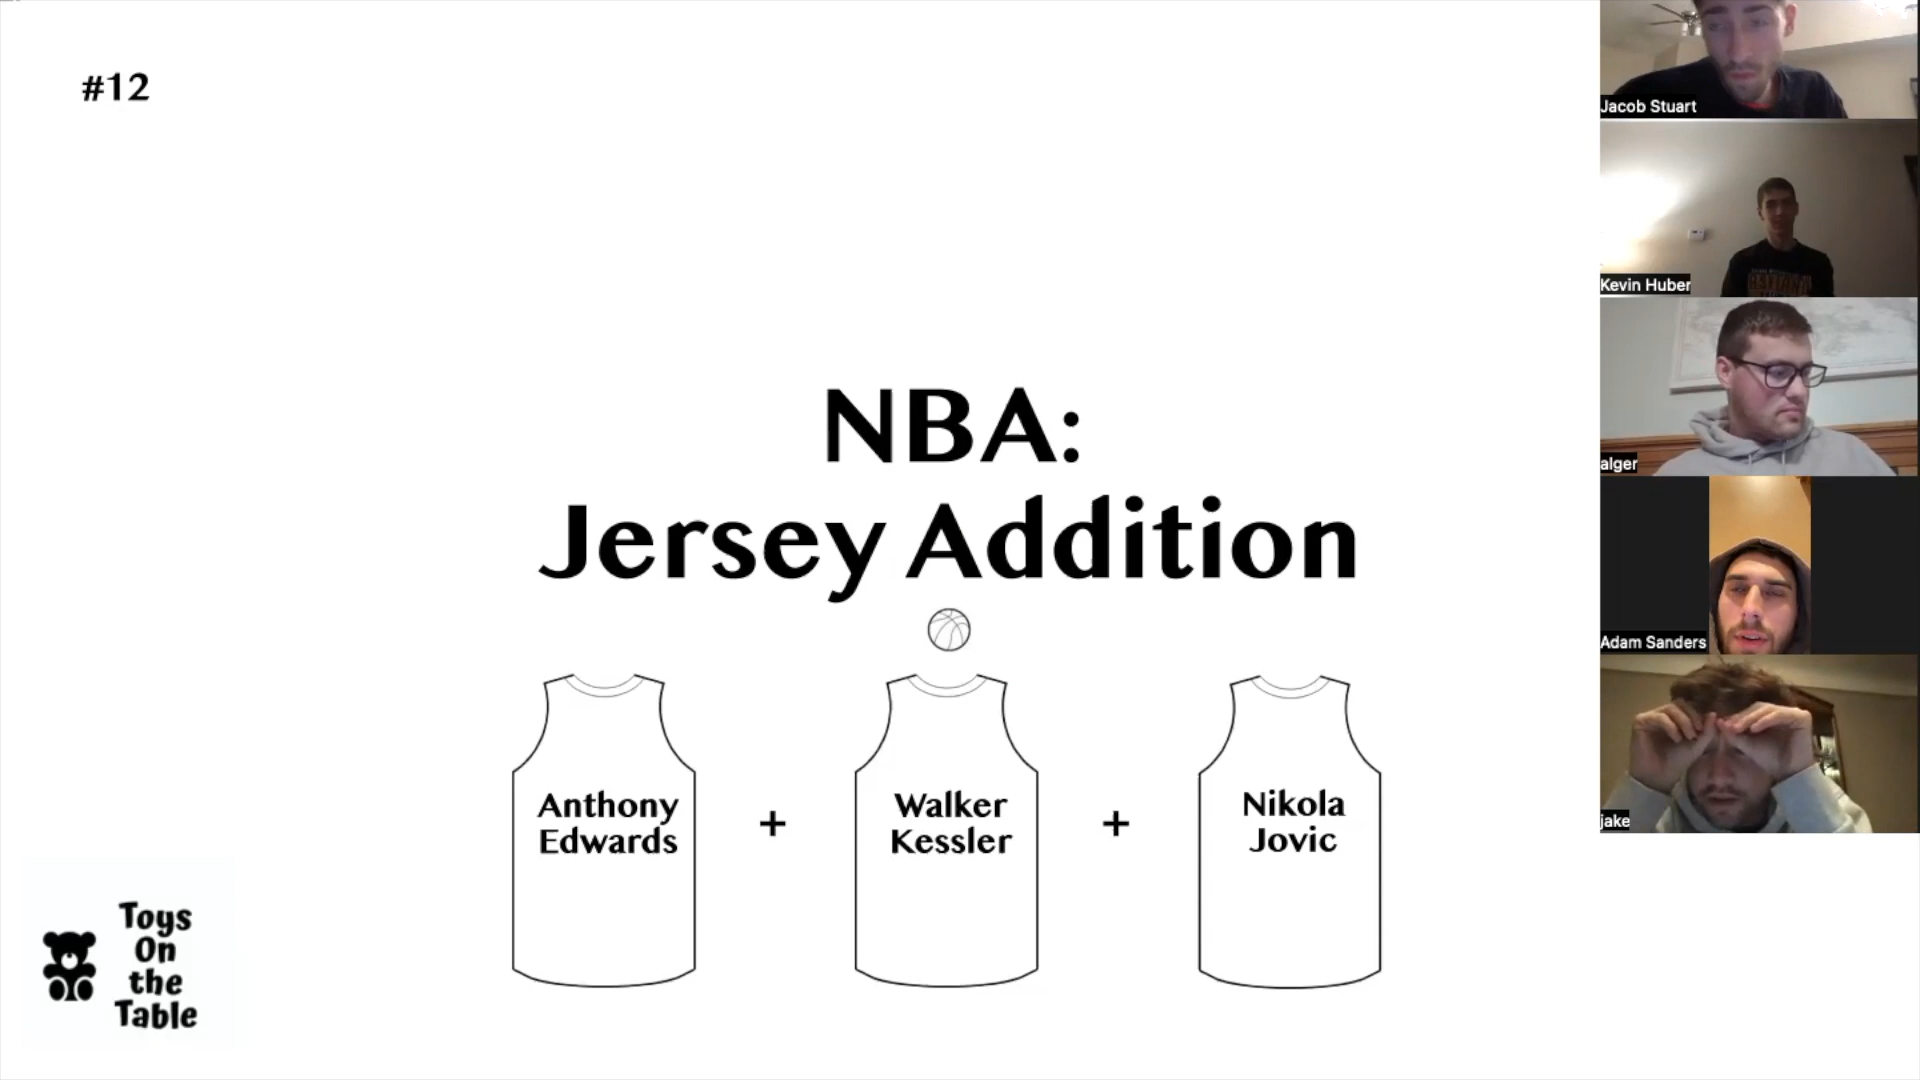 #12
NBA:
Jersey Addition
Anthony
Edwards
+
Walker
Kessler
+
Nikola
Jovic
Toys
On
the
Table
Jacob Stuart
Kevin Huber
alger
Adam Sanders
jake